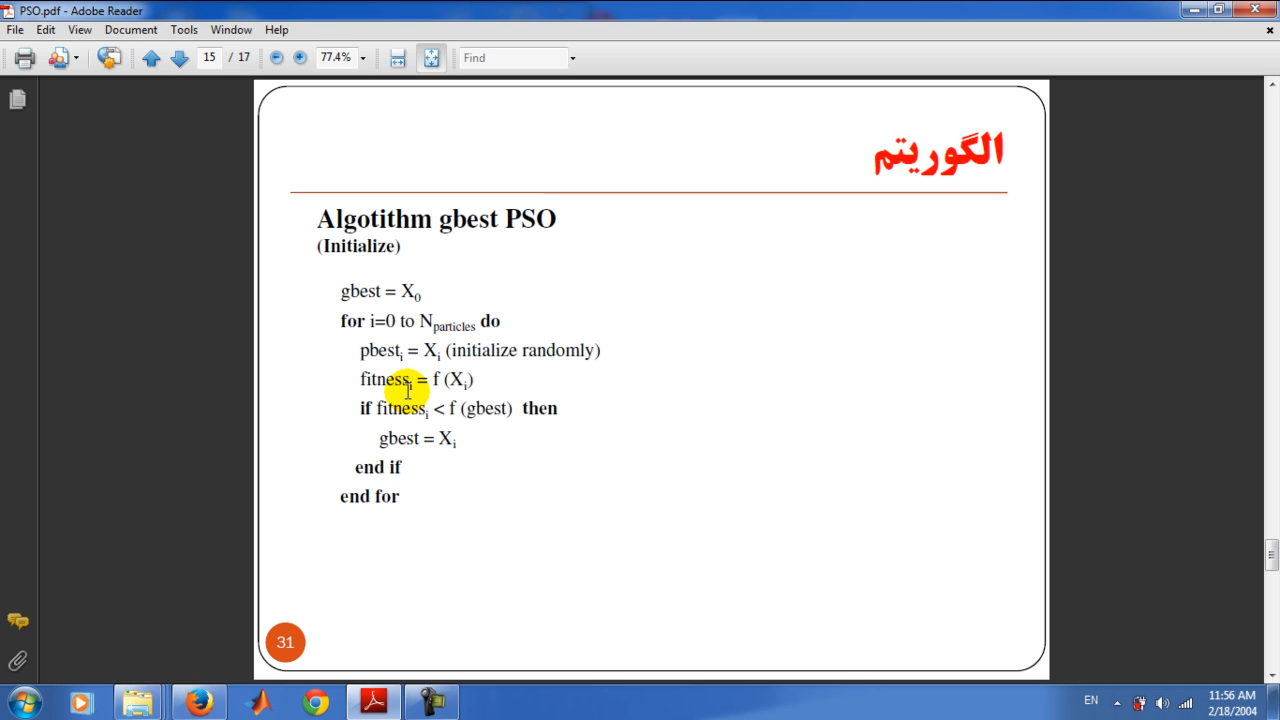 PSO.pdf - Adobe Reader
File Edit View Document Tools Window Help
15 / 17 77.4% Find
الگوریتم
Algotithm gbest PSO
(Initialize)
gbest = X0
for i=0 to Nparticles do
pbesti = Xi (initialize randomly)
fitnessi = f (Xi)
if fitnessi < f (gbest) then
gbest = Xi
end if
end for
31
EN 11:56 AM
2/18/2004